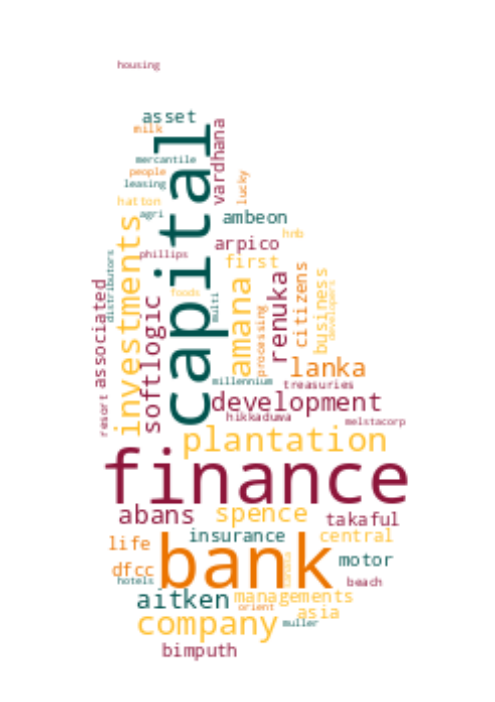 housing
asset
milk
capital
vardhana
mercantile
people
leasing
lucky
hatton
agri
ambeon
investments
hnb
arpico
phillips
first
distributors
associated
softlogic
foods
multi
amana
processing
renuka
citizens
business
developers
lanka
millennium
treasuries
resort
development
hikkaduwa
melstacorp
plantation
finance
abans
spence
takaful
insurance
central
life
bank
motor
dfcc
hotels
beach
aitken
managements
orient
asia
company
muller
bimputh